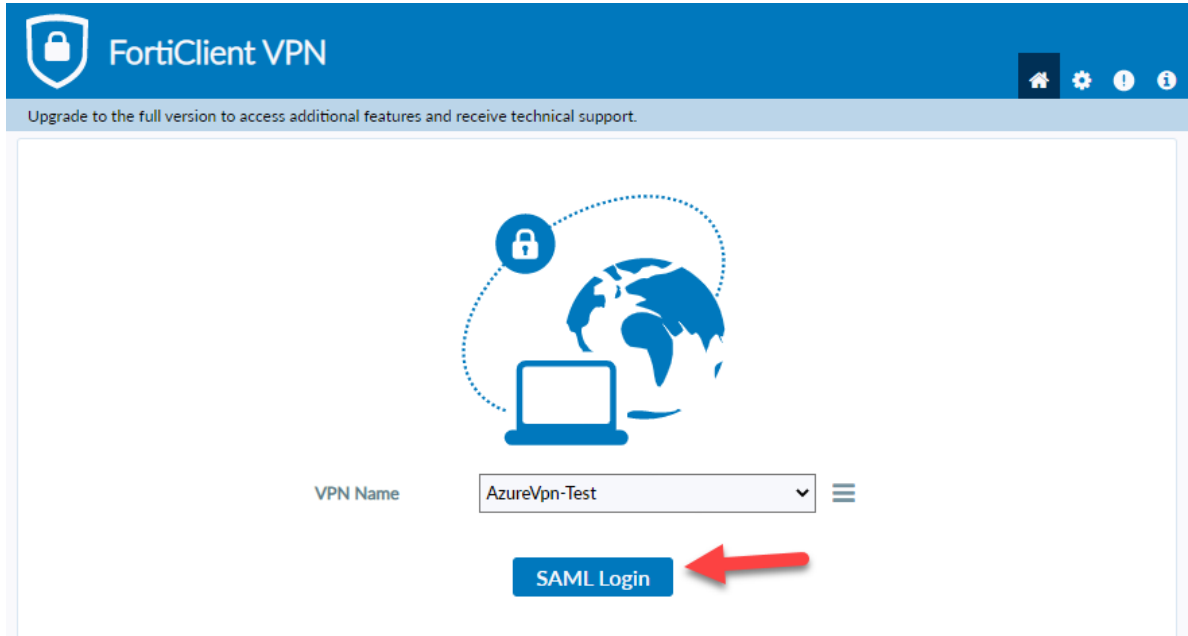 FortiClient VPN
Upgrade to the full version to access additional features and receive technical support.
VPN Name
AzureVpn-Test
SAML Login